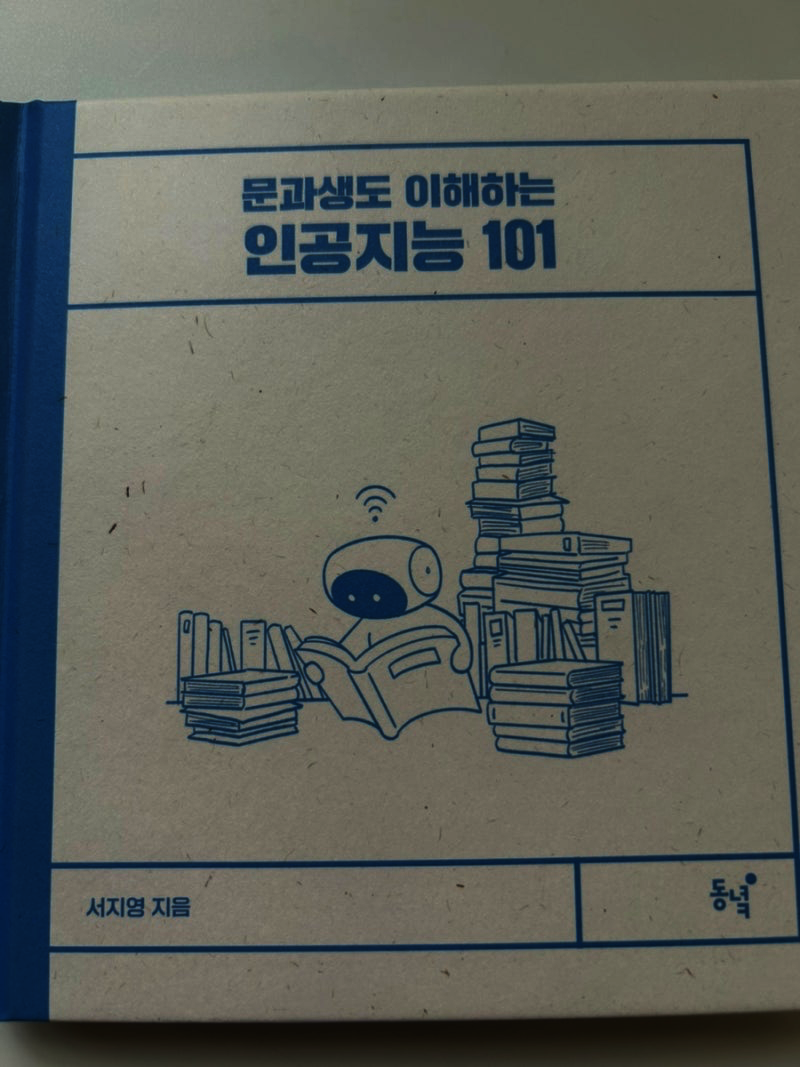 문과생도 이해하는
인공지능 101
서지영 지음
동녘